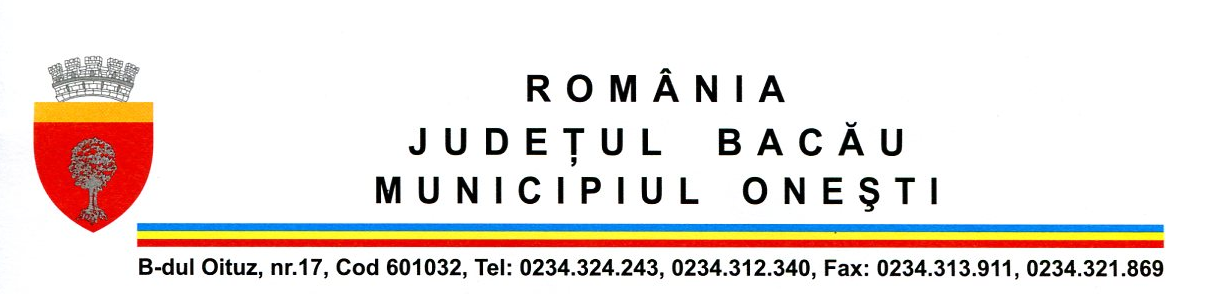 ROMÂNIA
JUDEȚUL BACĂU
MUNICIPIUL ONEŞTI
B-dul Oituz, nr.17, Cod 601032, Tel: 0234.324.243, 0234.312.340, Fax: 0234.313.911, 0234.321.869